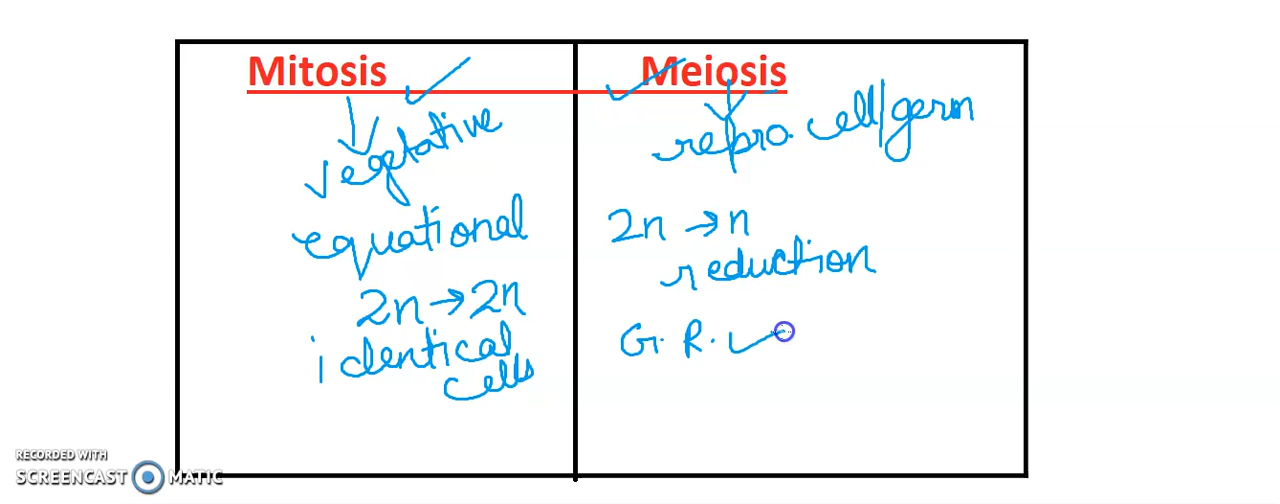 Mitosis
Meiosis
vegetative
equational
2n → 2n
identical
cells
repro. cell/germ
2n → n
reduction
G. R. ✓
RECORDED WITH
SCREENCAST MATIC